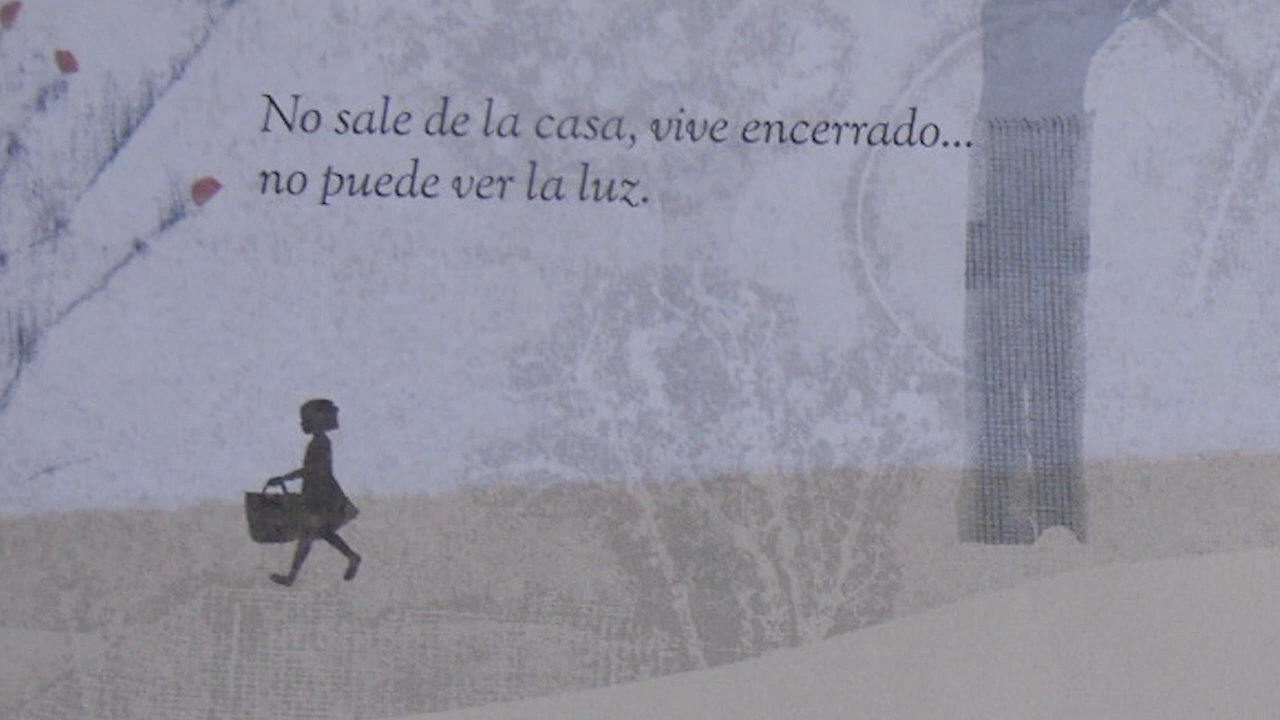 No sale de la casa, vive encerrado...
no puede ver la luz.